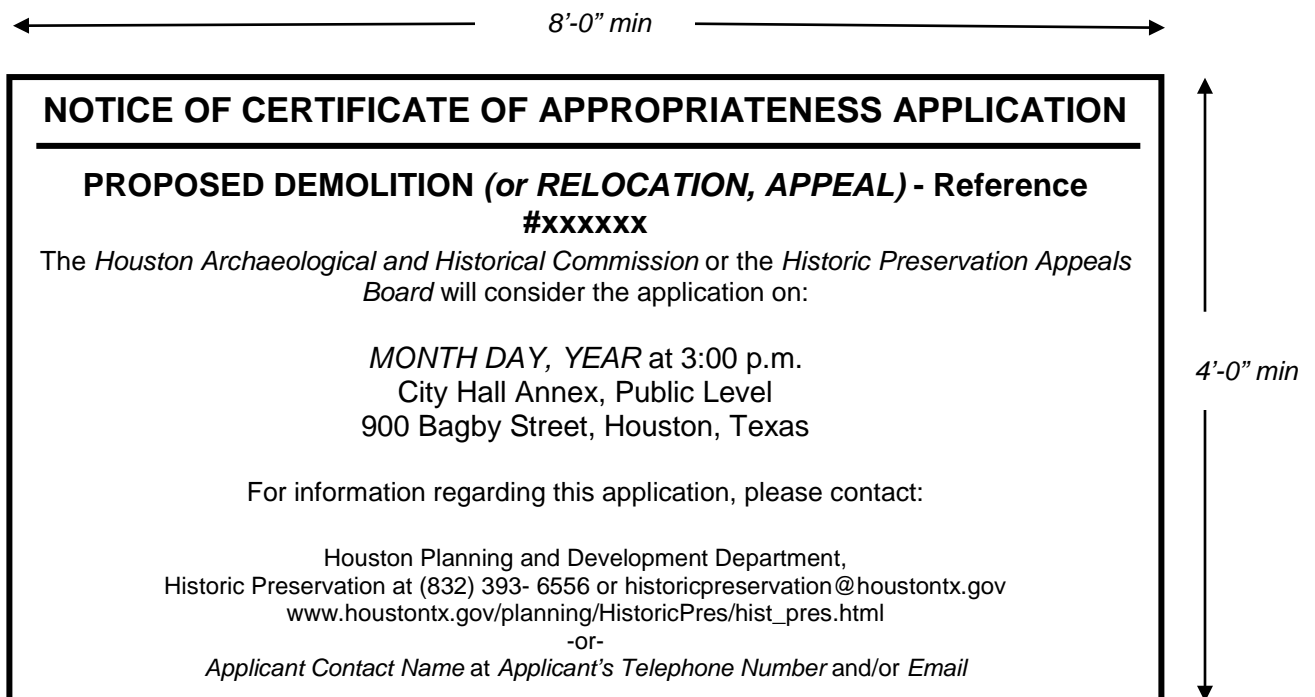 8’-0” min
NOTICE OF CERTIFICATE OF APPROPRIATENESS APPLICATION
PROPOSED DEMOLITION (or RELOCATION, APPEAL) - Reference
#xxxxxx
The Houston Archaeological and Historical Commission or the Historic Preservation Appeals
Board will consider the application on:
MONTH DAY, YEAR at 3:00 p.m.
City Hall Annex, Public Level
900 Bagby Street, Houston, Texas
4’-0” min
For information regarding this application, please contact:
Houston Planning and Development Department,
Historic Preservation at (832) 393- 6556 or historicpreservation@houstontx.gov
www.houstontx.gov/planning/HistoricPres/hist_pres.html
-or-
Applicant Contact Name at Applicant’s Telephone Number and/or Email